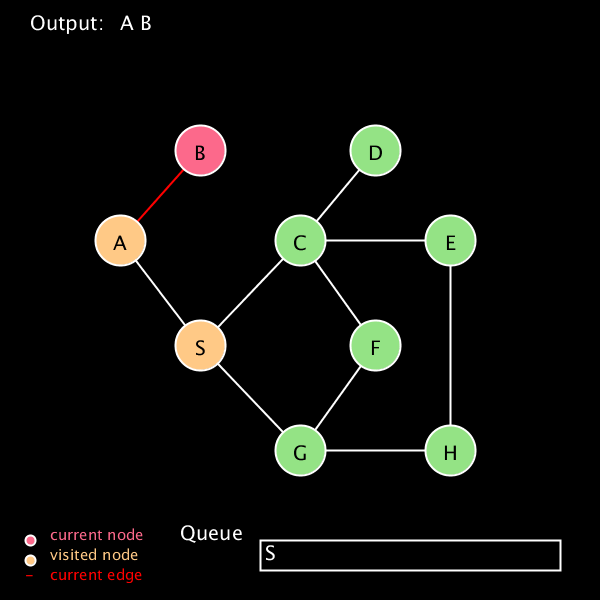 Output: A B
B
D
A
C
E
S
F
G
H
Queue
S
current node
visited node
current edge